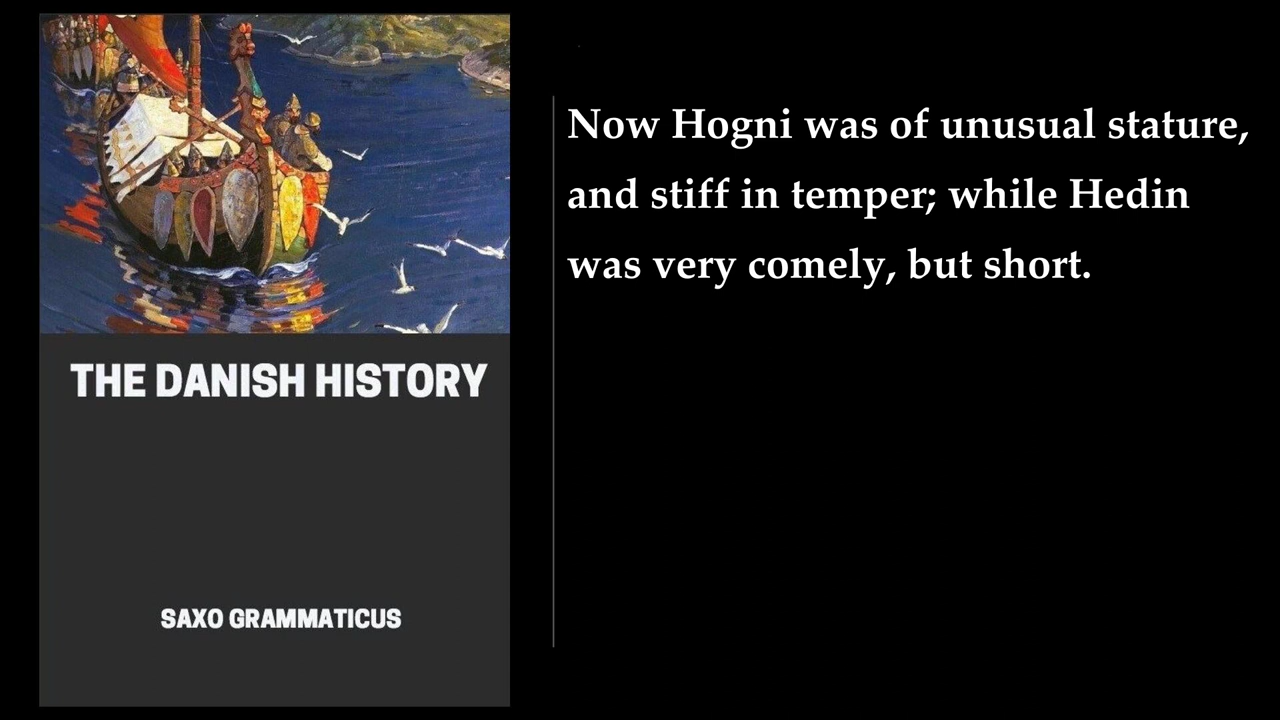 THE DANISH HISTORY
SAXO GRAMMATICUS
Now Hogni was of unusual stature,
and stiff in temper; while Hedin
was very comely, but short.